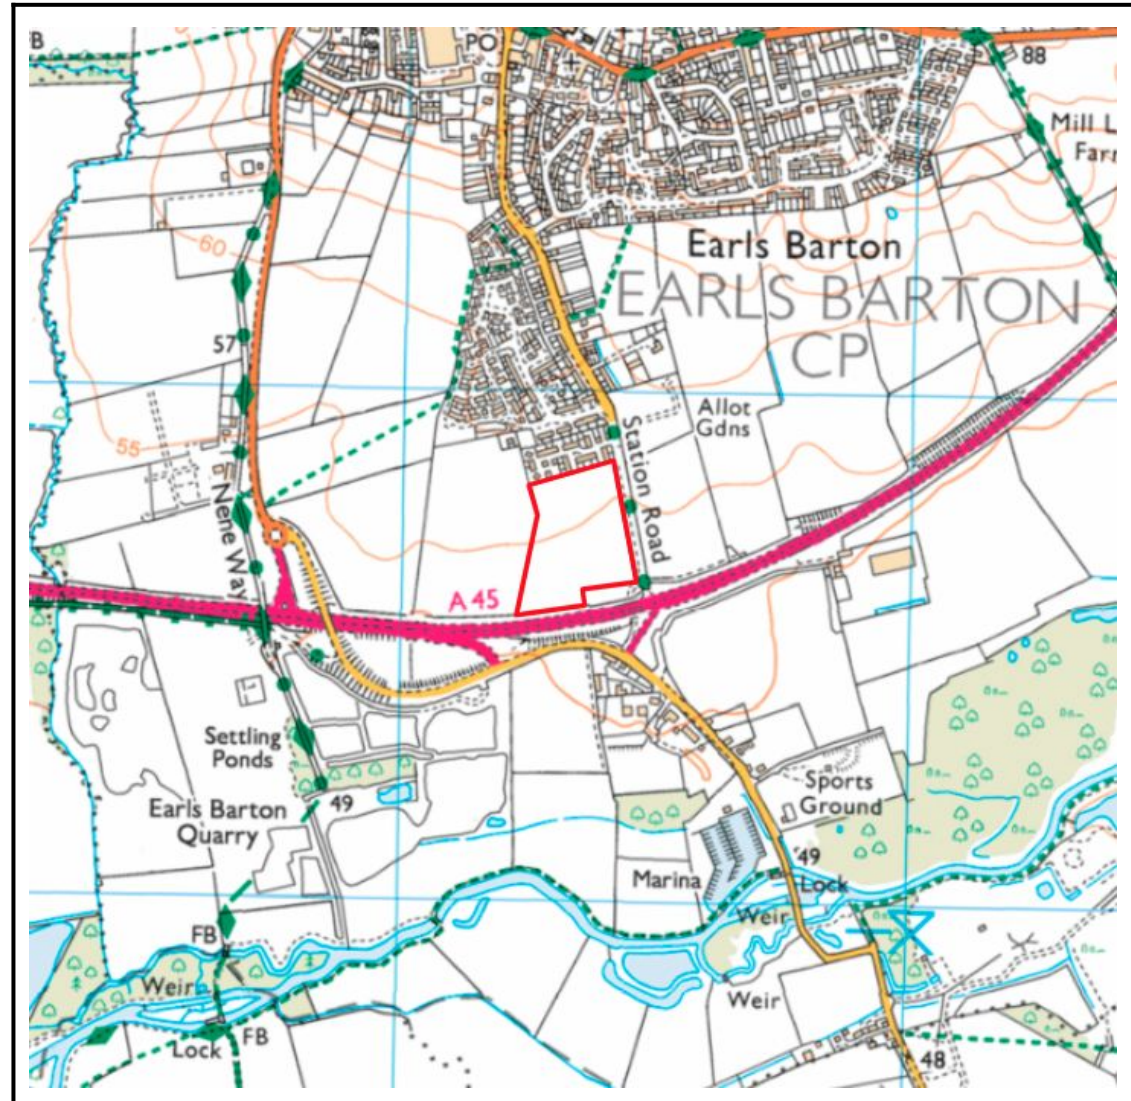 B
PO
88
Mill L
Farr
60
Earls Barton
EARLS BARTON
CP
57
Allot
Gdns
55
Station Road
Nene Way
A 45
Settling
Ponds
Sports
Ground
49
Earls Barton
Quarry
49
Marina
Lock
Weir
FB
Weir
Weir
Lock
FB
48